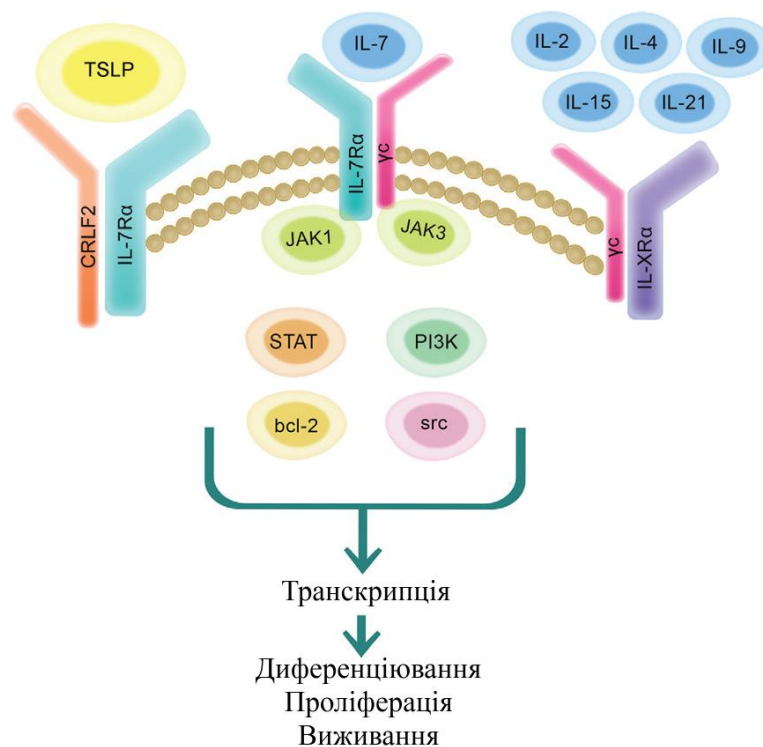 TSLP
IL-7
IL-2
IL-4
IL-9
IL-15
IL-21
CRLF2
IL-7Rα
IL-7Rα
γc
γc
IL-XRα
JAK1
JAK3
STAT
PI3K
bcl-2
src
Транскрипція
Диференціювання
Проліферація
Виживання